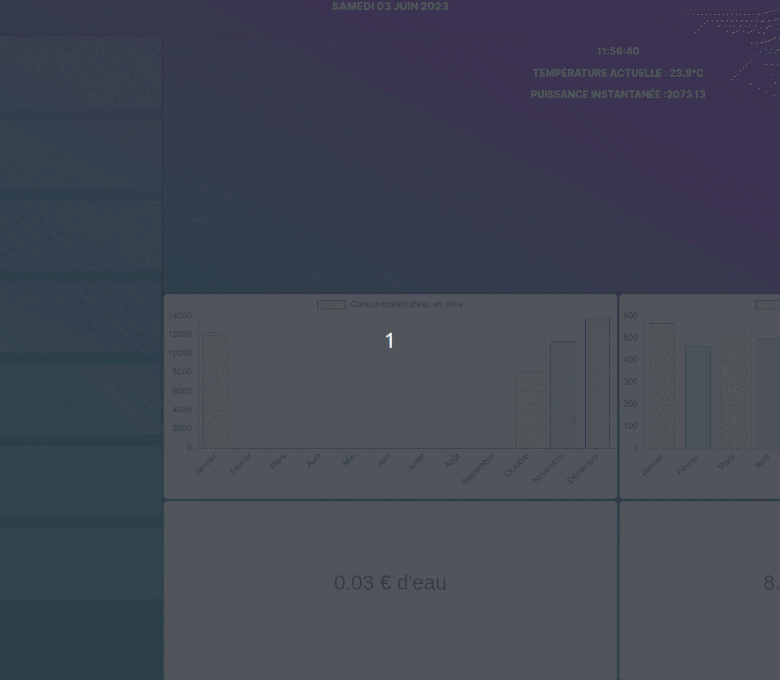 SAMEDI 03 JUIN 2023
11:56:40
TEMPÉRATURE ACTUELLE : 23.9°C
PUISSANCE INSTANTANÉE :2073.13
Consommation d'eau en litres
14000
12000
10000
8000
6000
4000
2000
0
Janvier
Février
Mars
Avril
Mai
Juin
Juillet
Août
Septembre
Octobre
Novembre
Décembre
1
600
500
400
300
200
100
0
Janvier
Février
Mars
Avril
0.03 € d'eau
8.